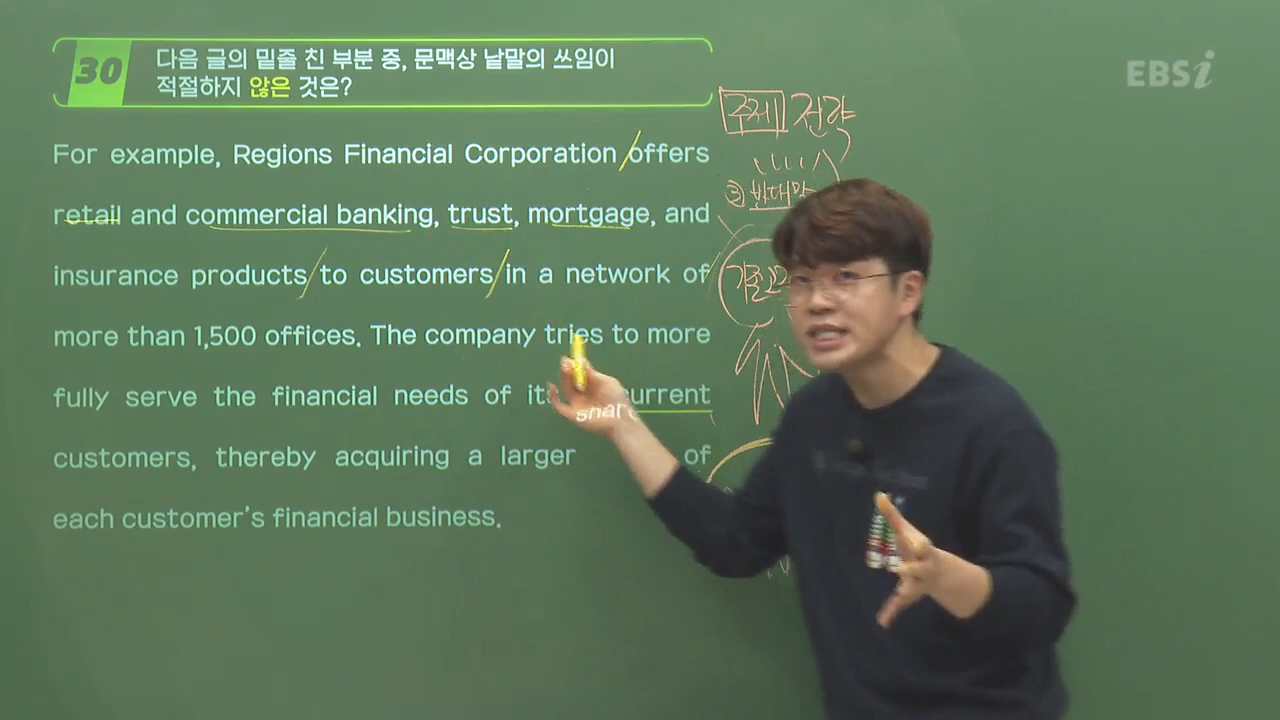 30
다음 글의 밑줄 친 부분 중, 문맥상 낱말의 쓰임이
적절하지 않은 것은?
EBSi
For example, Regions Financial Corporation offers
retail and commercial banking, trust, mortgage, and
insurance products to customers in a network of
more than 1,500 offices. The company tries to more
fully serve the financial needs of its current
customers, thereby acquiring a larger share of
each customer's financial business.
주제 전략
③ 반대말